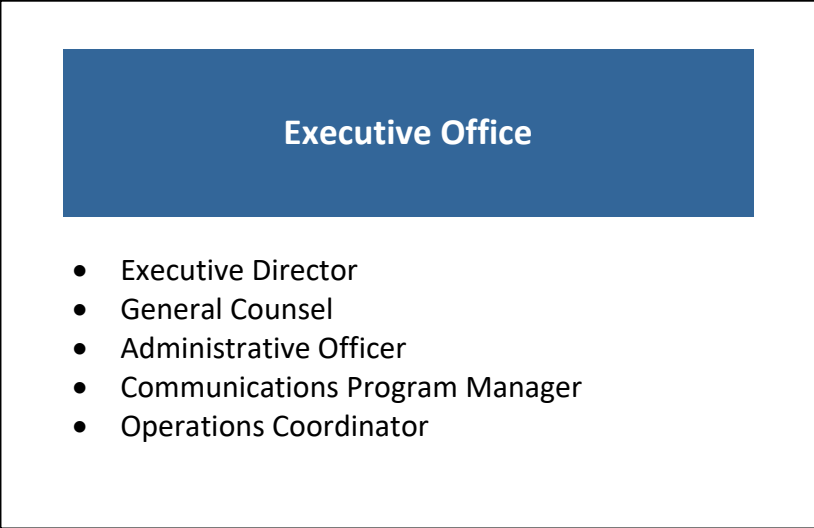 Executive Office
• Executive Director
• General Counsel
• Administrative Officer
• Communications Program Manager
• Operations Coordinator